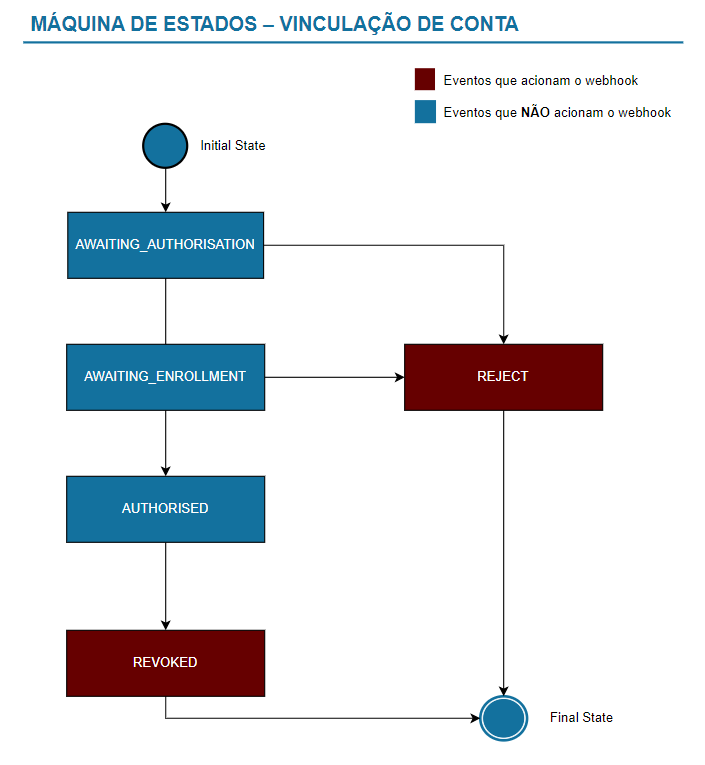 MÁQUINA DE ESTADOS – VINCULAÇÃO DE CONTA
Eventos que acionam o webhook
Eventos que NÃO acionam o webhook
Initial State
AWAITING_AUTHORISATION
AWAITING_ENROLLMENT
REJECT
AUTHORISED
REVOKED
Final State